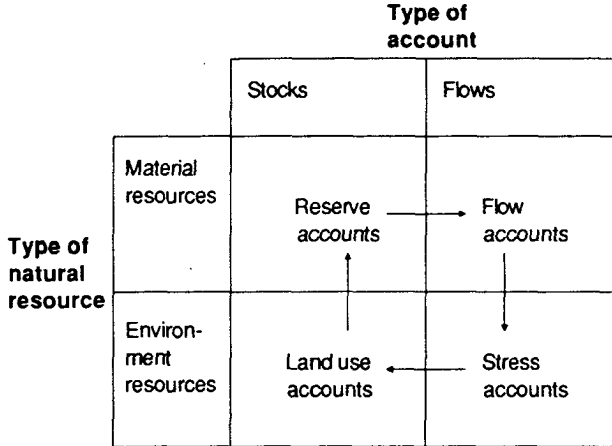 Type of
account
Stocks
Flows
Material
resources
Reserve
accounts
Flow
accounts
Type of
natural
resource
Environ-
ment
resources
Land use
accounts
Stress
accounts